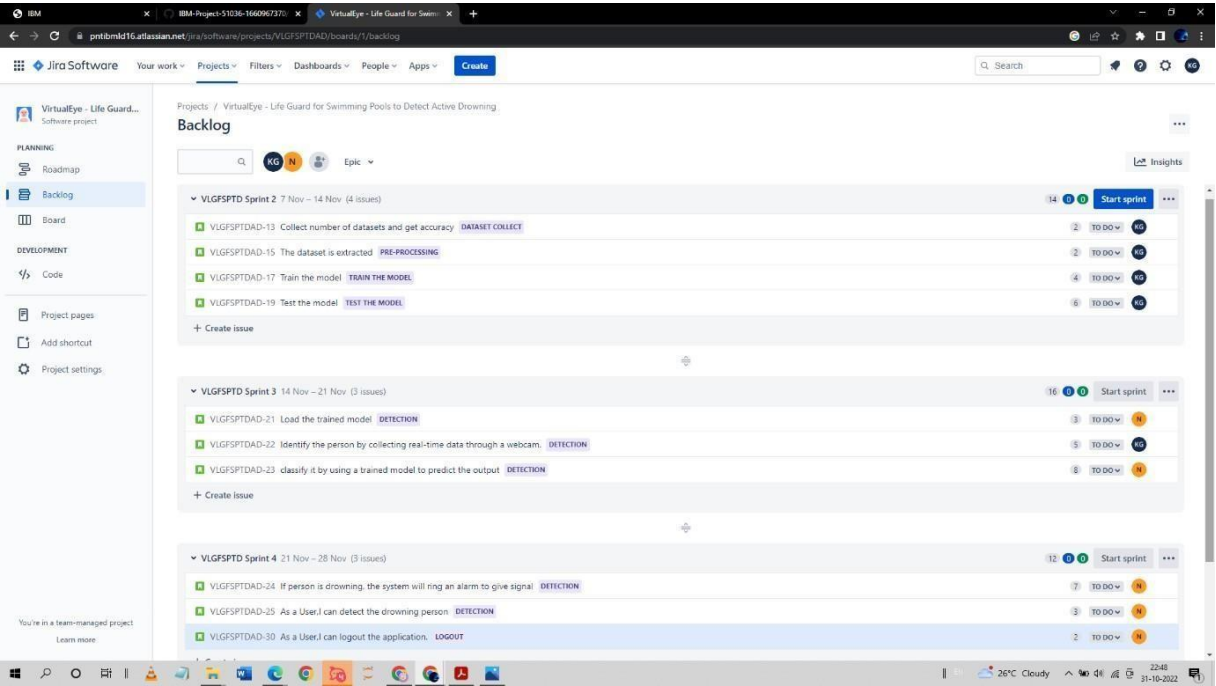 IBM
IBM-Project-51036-1660967370
VirtualEye - Life Guard for Swim
pntibmld16.atlassian.net/jira/software/projects/VLGFSPTDAD/boards/1/backlog
Jira Software Your work Projects Filters Dashboards People Apps Create Search KG
VirtualEye - Life Guard...
Software project
PLANNING
Roadmap
Backlog
Board
DEVELOPMENT
Code
Project pages
Add shortcut
Project settings
You're in a team-managed project
Learn more
Projects / VirtualEye - Life Guard for Swimming Pools to Detect Active Drowning
Backlog
KG N Epic Insights
VLGFSPTD Sprint 2 7 Nov – 14 Nov (4 issues) 14 0 0 Start sprint
VLGFSPTDAD-13 Collect number of datasets and get accuracy DATASET COLLECT 2 TO DO KG
VLGFSPTDAD-15 The dataset is extracted PRE-PROCESSING 2 TO DO KG
VLGFSPTDAD-17 Train the model TRAIN THE MODEL 4 TO DO KG
VLGFSPTDAD-19 Test the model TEST THE MODEL 6 TO DO KG
+ Create issue
VLGFSPTD Sprint 3 14 Nov – 21 Nov (3 issues) 16 0 0 Start sprint
VLGFSPTDAD-21 Load the trained model DETECTION 3 TO DO N
VLGFSPTDAD-22 Identify the person by collecting real-time data through a webcam. DETECTION 5 TO DO KG
VLGFSPTDAD-23 classify it by using a trained model to predict the output DETECTION 8 TO DO N
+ Create issue
VLGFSPTD Sprint 4 21 Nov – 28 Nov (3 issues) 12 0 0 Start sprint
VLGFSPTDAD-24 If person is drowning, the system will ring an alarm to give signal DETECTION 7 TO DO N
VLGFSPTDAD-25 As a User,I can detect the drowning person DETECTION 3 TO DO N
VLGFSPTDAD-30 As a User,I can logout the application. LOGOUT 2 TO DO N
26°C Cloudy 22:48
31-10-2022